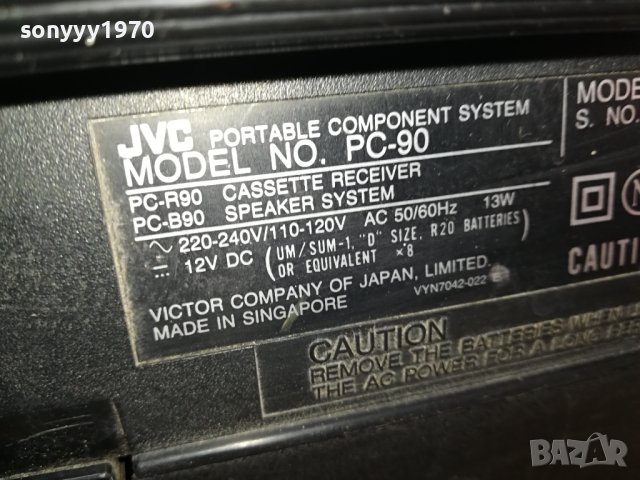 sonyyy1970
JVC PORTABLE COMPONENT SYSTEM
MODEL NO. PC-90
PC-R90 CASSETTE RECEIVER
PC-B90 SPEAKER SYSTEM
220-240V/110-120V AC 50/60Hz 13W
12V DC (UM/SUM-1, "D" SIZE, R20 BATTERIES)
(OR EQUIVALENT ×8)
VICTOR COMPANY OF JAPAN, LIMITED.
MADE IN SINGAPORE
VYN7042-022
MODE
S. NO.
CAUTI
CAUTION
REMOVE THE BATTERIES WHEN
THE AC POWER FOR A LONG
BAZAR